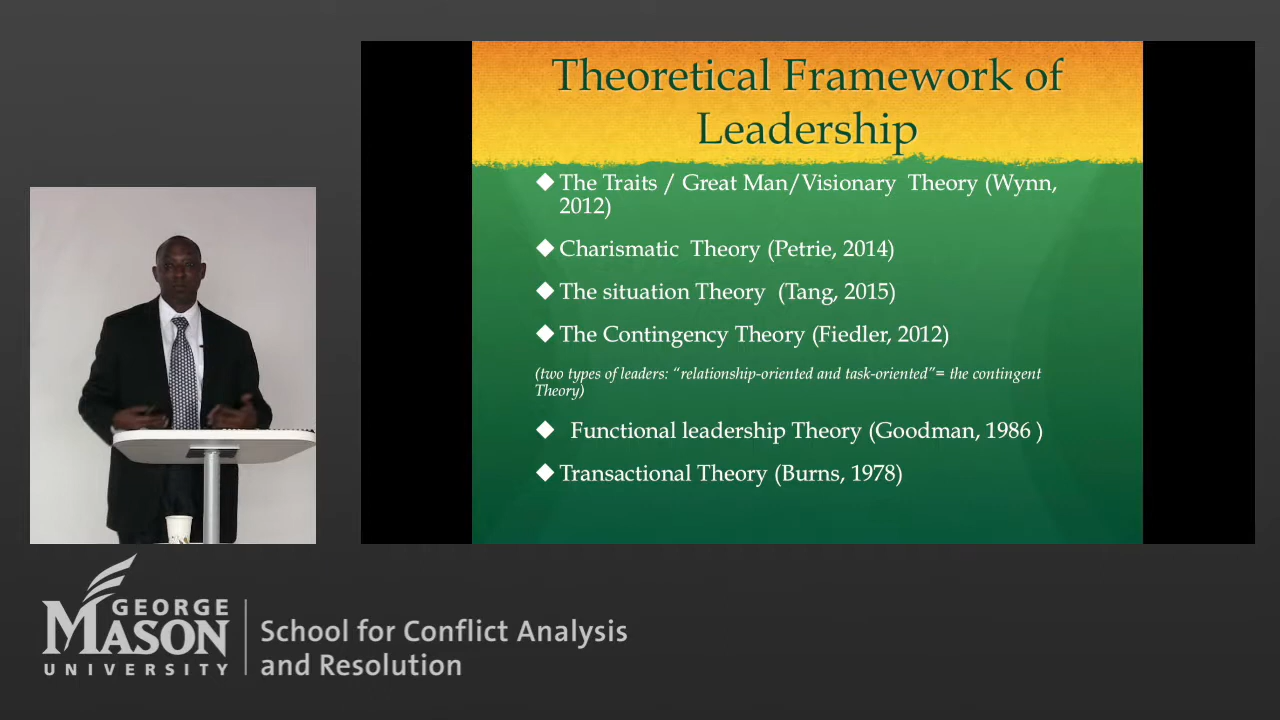 Theoretical Framework of
Leadership
◆ The Traits / Great Man/Visionary  Theory (Wynn,
2012)
◆ Charismatic  Theory (Petrie, 2014)
◆ The situation Theory  (Tang, 2015)
◆ The Contingency Theory (Fiedler, 2012)
(two types of leaders: “relationship-oriented and task-oriented”= the contingent
Theory)
◆  Functional leadership Theory (Goodman, 1986 )
◆ Transactional Theory (Burns, 1978)
GEORGE
MASON
UNIVERSITY
School for Conflict Analysis
and Resolution